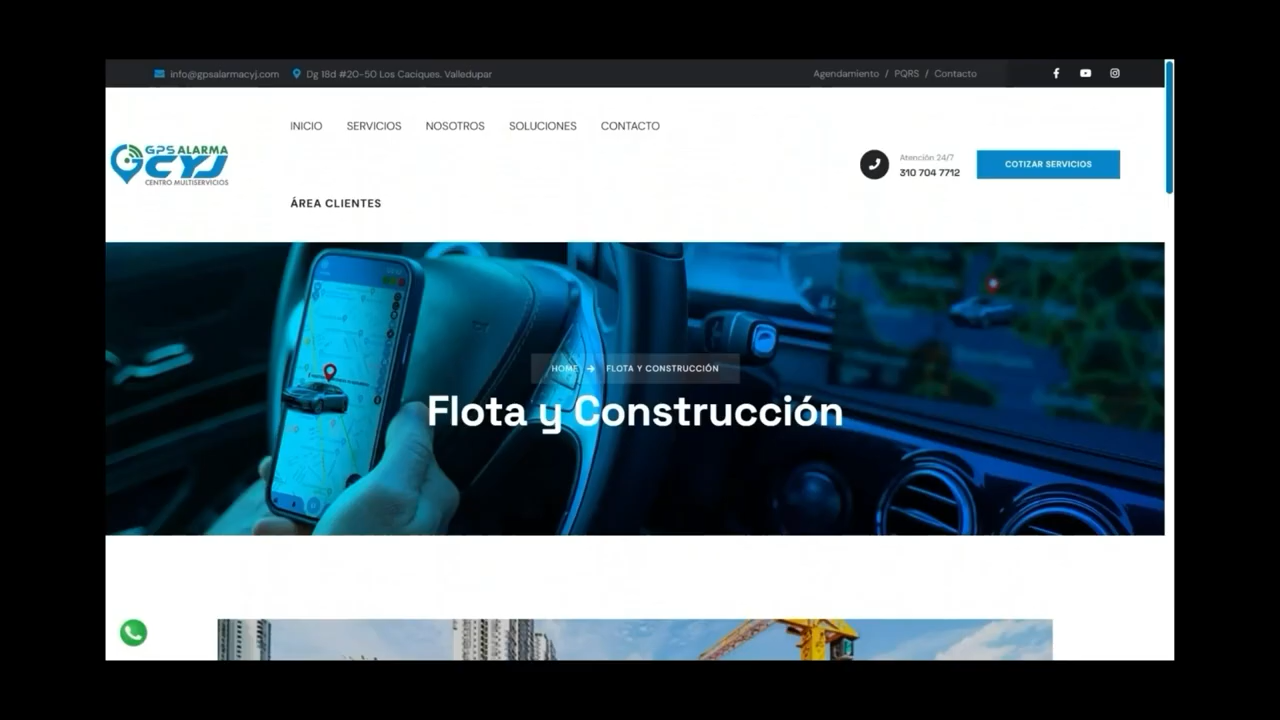 info@gpsalarmacyj.com
Dg 18d #20-50 Los Caciques. Valledupar
Agendamiento / PQRS / Contacto
INICIO SERVICIOS NOSOTROS SOLUCIONES CONTACTO
GPS ALARMA
CYJ
CENTRO MULTISERVICIOS
Atención 24/7
310 704 7712
COTIZAR SERVICIOS
ÁREA CLIENTES
HOME → FLOTA Y CONSTRUCCIÓN
Flota y Construcción